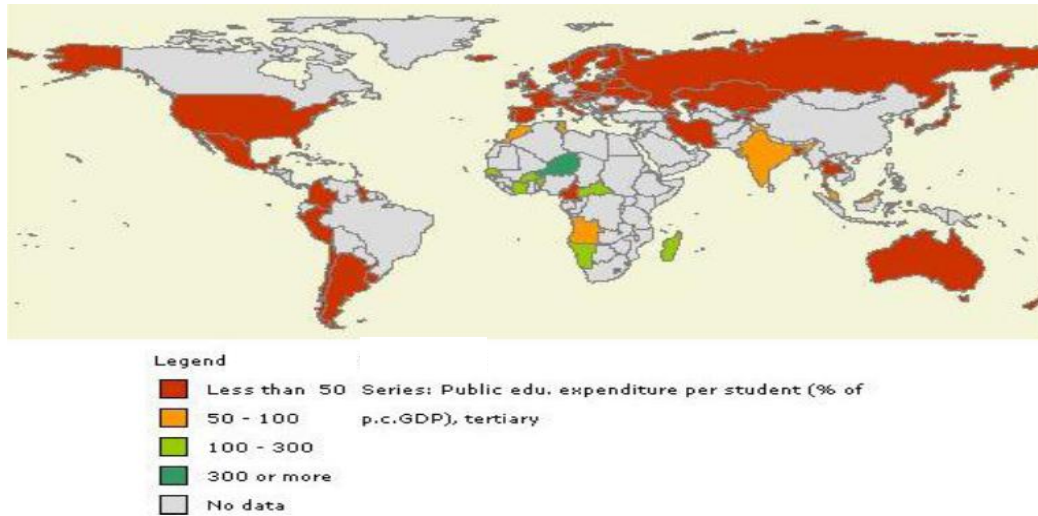 Legend
Less than 50 Series: Public edu. expenditure per student (% of
50 - 100 p.c.GDP), tertiary
100 - 300
300 or more
No data